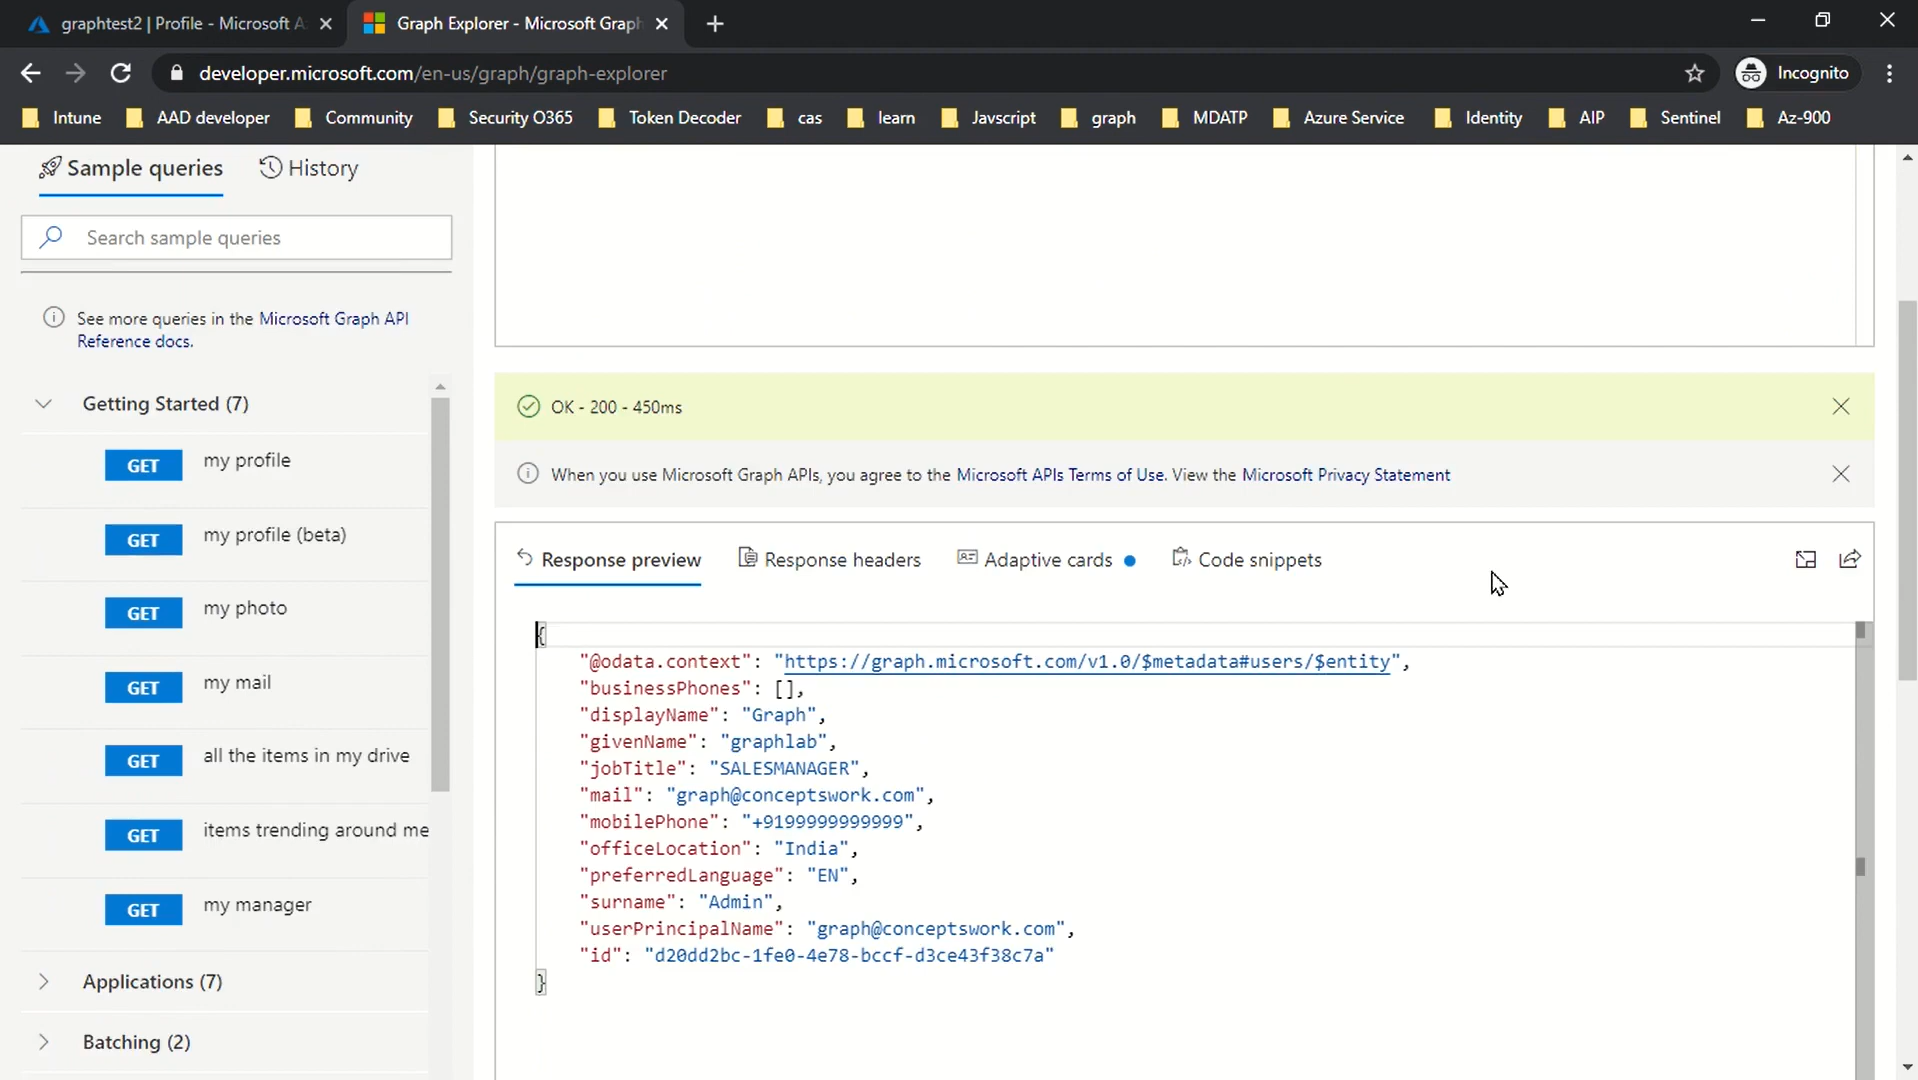 graphtest2 | Profile - Microsoft A
Graph Explorer - Microsoft Graph
developer.microsoft.com/en-us/graph/graph-explorer
Incognito
Intune
AAD developer
Community
Security O365
Token Decoder
cas
learn
Javscript
graph
MDATP
Azure Service
Identity
AIP
Sentinel
Az-900
Sample queries
History
Search sample queries
See more queries in the Microsoft Graph API
Reference docs.
Getting Started (7)
GET my profile
GET my profile (beta)
GET my photo
GET my mail
GET all the items in my drive
GET items trending around me
GET my manager
Applications (7)
Batching (2)
OK - 200 - 450ms
When you use Microsoft Graph APIs, you agree to the Microsoft APIs Terms of Use. View the Microsoft Privacy Statement
Response preview
Response headers
Adaptive cards
Code snippets
{
"@odata.context": "https://graph.microsoft.com/v1.0/$metadata#users/$entity",
"businessPhones": [],
"displayName": "Graph",
"givenName": "graphlab",
"jobTitle": "SALESMANAGER",
"mail": "graph@conceptswork.com",
"mobilePhone": "+9199999999999",
"officeLocation": "India",
"preferredLanguage": "EN",
"surname": "Admin",
"userPrincipalName": "graph@conceptswork.com",
"id": "d20dd2bc-1fe0-4e78-bccf-d3ce43f38c7a"
}